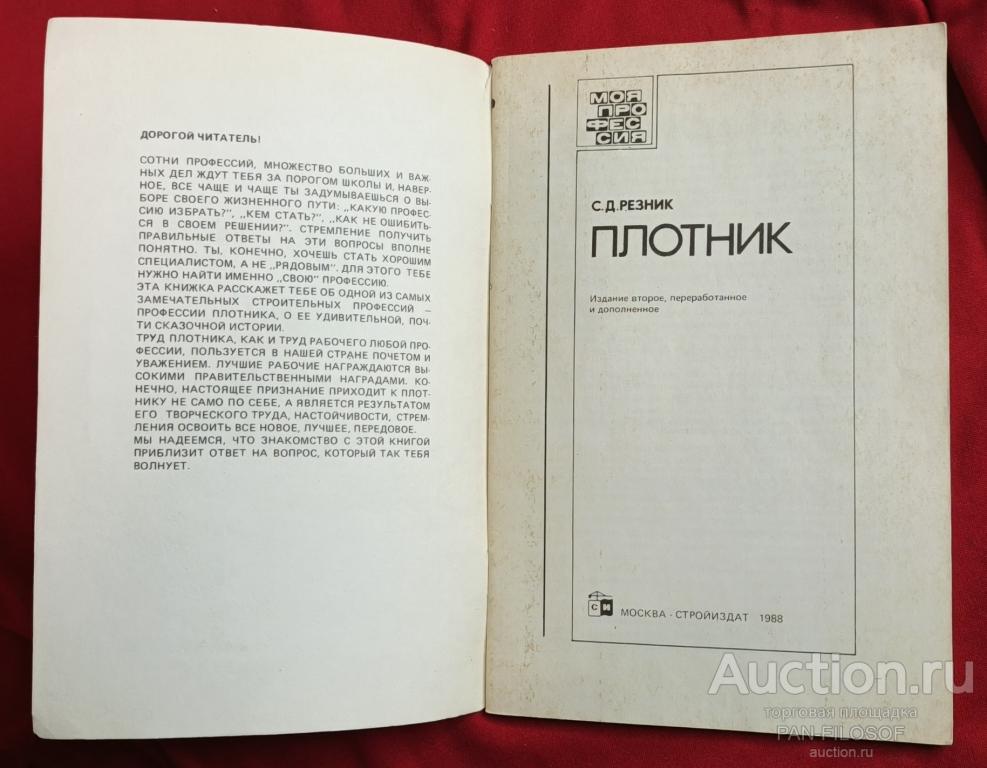 ДОРОГОЙ ЧИТАТЕЛЬ!
СОТНИ ПРОФЕССИЙ, МНОЖЕСТВО БОЛЬШИХ И ВАЖ-
НЫХ ДЕЛ ЖДУТ ТЕБЯ ЗА ПОРОГОМ ШКОЛЫ И, НАВЕР-
НОЕ, ВСЕ ЧАЩЕ И ЧАЩЕ ТЫ ЗАДУМЫВАЕШЬСЯ О ВЫ-
БОРЕ СВОЕГО ЖИЗНЕННОГО ПУТИ: „КАКУЮ ПРОФЕС-
СИЮ ИЗБРАТЬ?", „КЕМ СТАТЬ?", „КАК НЕ ОШИБИТЬ-
СЯ В СВОЕМ РЕШЕНИИ?". СТРЕМЛЕНИЕ ПОЛУЧИТЬ
ПРАВИЛЬНЫЕ ОТВЕТЫ НА ЭТИ ВОПРОСЫ ВПОЛНЕ
ПОНЯТНО. ТЫ, КОНЕЧНО, ХОЧЕШЬ СТАТЬ ХОРОШИМ
СПЕЦИАЛИСТОМ, А НЕ „РЯДОВЫМ". ДЛЯ ЭТОГО ТЕБЕ
НУЖНО НАЙТИ ИМЕННО „СВОЮ" ПРОФЕССИЮ.
ЭТА КНИЖКА РАССКАЖЕТ ТЕБЕ ОБ ОДНОЙ ИЗ САМЫХ
ЗАМЕЧАТЕЛЬНЫХ СТРОИТЕЛЬНЫХ ПРОФЕССИЙ —
ПРОФЕССИИ ПЛОТНИКА, О ЕЕ УДИВИТЕЛЬНОЙ, ПОЧ-
ТИ СКАЗОЧНОЙ ИСТОРИИ.
ТРУД ПЛОТНИКА, КАК И ТРУД РАБОЧЕГО ЛЮБОЙ ПРО-
ФЕССИИ, ПОЛЬЗУЕТСЯ В НАШЕЙ СТРАНЕ ПОЧЕТОМ И
УВАЖЕНИЕМ. ЛУЧШИЕ РАБОЧИЕ НАГРАЖДАЮТСЯ ВЫ-
СОКИМИ ПРАВИТЕЛЬСТВЕННЫМИ НАГРАДАМИ. КО-
НЕЧНО, НАСТОЯЩЕЕ ПРИЗНАНИЕ ПРИХОДИТ К ПЛОТ-
НИКУ НЕ САМО ПО СЕБЕ, А ЯВЛЯЕТСЯ РЕЗУЛЬТАТОМ
ЕГО ТВОРЧЕСКОГО ТРУДА, НАСТОЙЧИВОСТИ, СТРЕМ-
ЛЕНИЯ ОСВОИТЬ ВСЕ НОВОЕ, ЛУЧШЕЕ, ПЕРЕДОВОЕ.
МЫ НАДЕЕМСЯ, ЧТО ЗНАКОМСТВО С ЭТОЙ КНИГОЙ
ПРИБЛИЗИТ ОТВЕТ НА ВОПРОС, КОТОРЫЙ ТАК ТЕБЯ
ВОЛНУЕТ.
МОЯ
ПРО
ФЕС
СИЯ
С.Д.РЕЗНИК
ПЛОТНИК
Издание второе, переработанное
и дополненное
С И
МОСКВА · СТРОЙИЗДАТ 1988
Auction.ru
торговая площадка
PAN FILOSOF
auction.ru